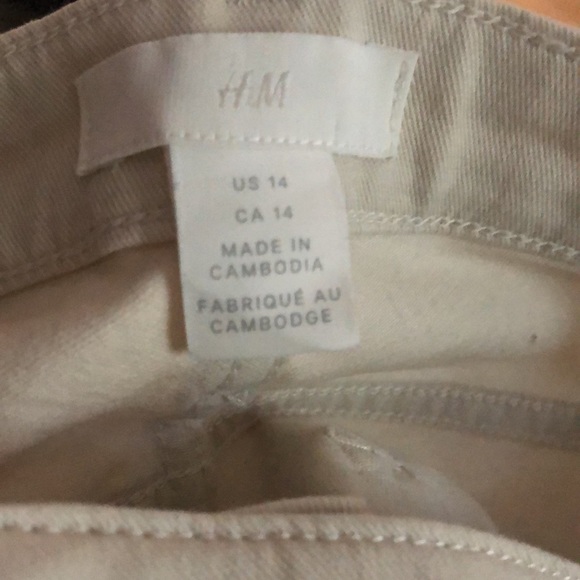 H&M
US 14
CA 14
MADE IN
CAMBODIA
FABRIQUÉ AU
CAMBODGE